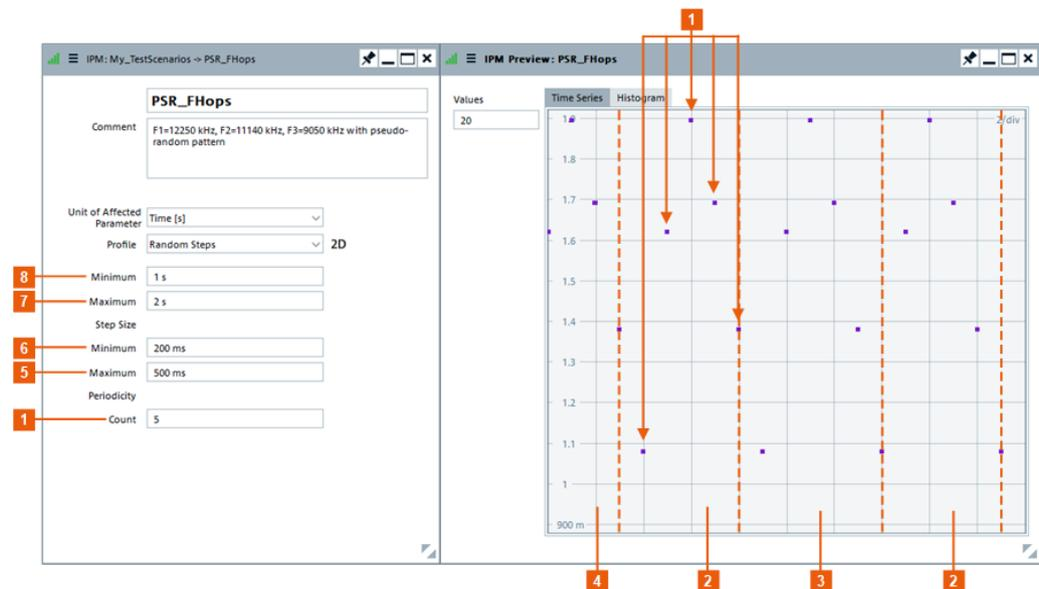 1
IPM: My_TestScenarios -> PSR_FHops
IPM Preview: PSR_FHops
PSR_FHops
Comment
F1=12250 kHz, F2=11140 kHz, F3=9050 kHz with pseudo-
random pattern
Unit of Affected
Parameter
Time [s]
Profile
Random Steps
2D
8
Minimum
1 s
7
Maximum
2 s
Step Size
6
Minimum
200 ms
5
Maximum
500 ms
Periodicity
1
Count
5
Values
20
Time Series
Histogram
1.9
2/div
1.8
1.7
1.6
1.5
1.4
1.3
1.2
1.1
1
900 m
4
2
3
2